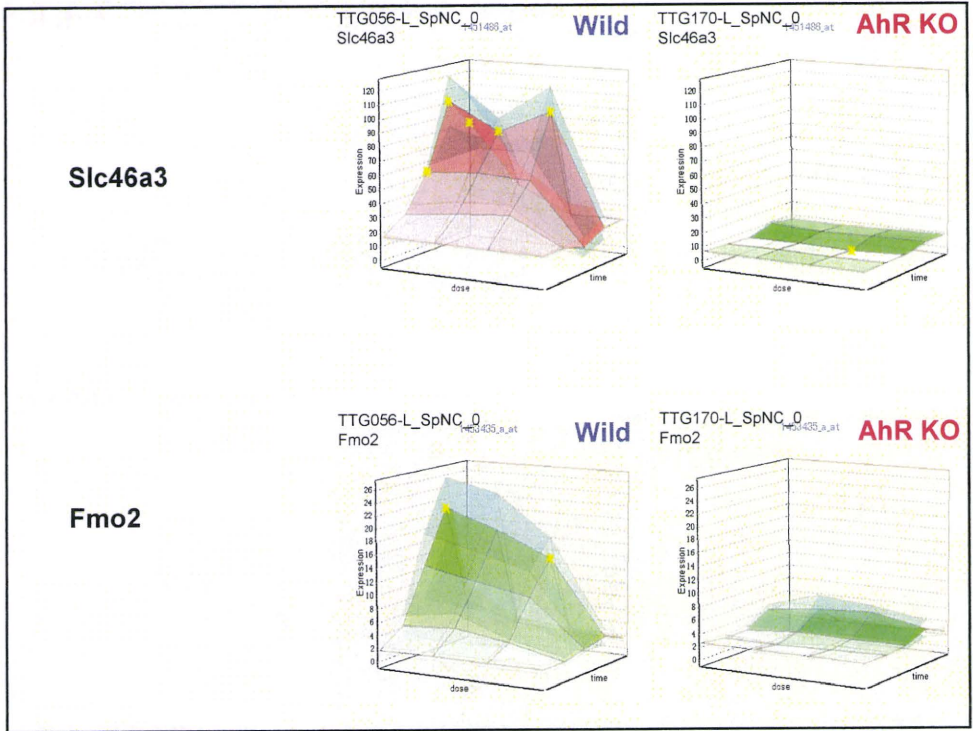 TTG056-L_SpNC_0
1451486_at
Slc46a3
Wild
TTG170-L_SpNC_0
1451486_at
Slc46a3
AhR KO
Slc46a3
Expression
120
110
100
90
80
70
60
50
40
30
20
10
0
dose
time
Expression
120
110
100
90
80
70
60
50
40
30
20
10
0
dose
time
TTG056-L_SpNC_0
1453435_a_at
Fmo2
Wild
TTG170-L_SpNC_0
1453435_a_at
Fmo2
AhR KO
Fmo2
Expression
26
24
22
20
18
16
14
12
10
8
6
4
2
0
dose
time
Expression
26
24
22
20
18
16
14
12
10
8
6
4
2
0
dose
time